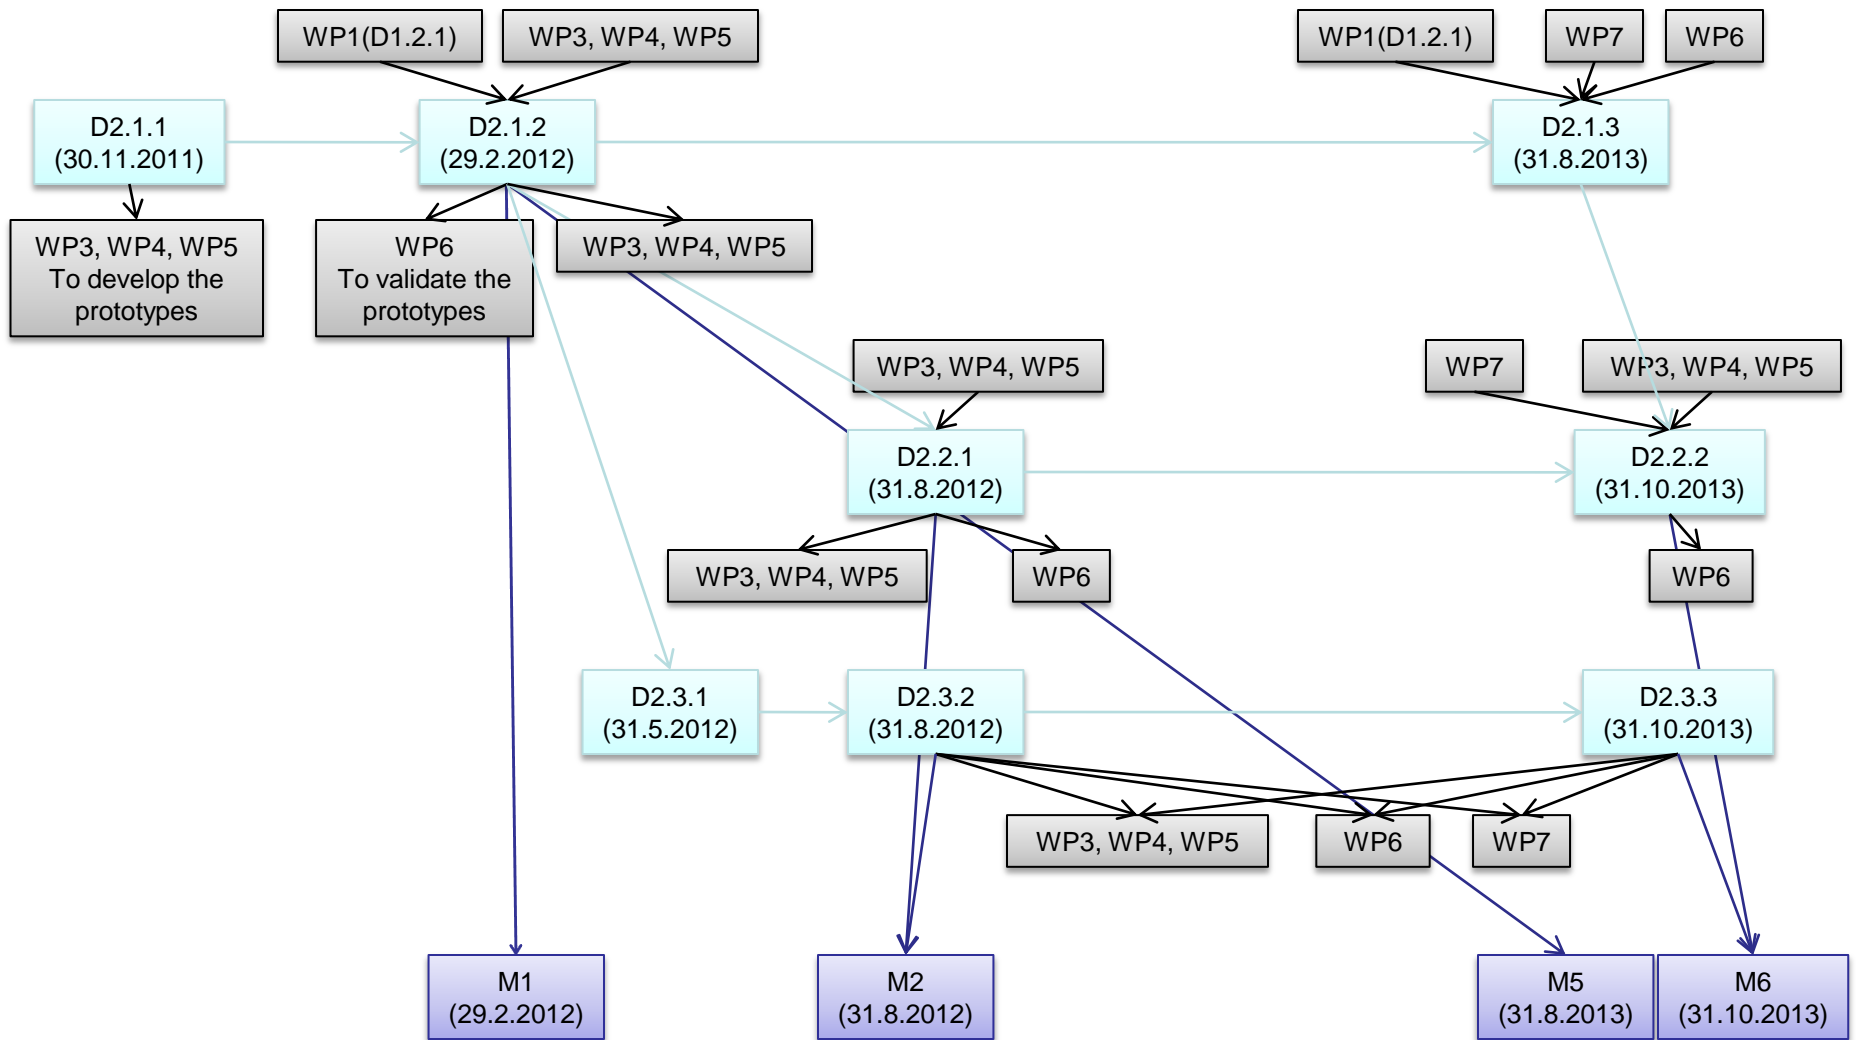 WP1(D1.2.1)
WP3, WP4, WP5
WP1(D1.2.1)
WP7
WP6
D2.1.1
(30.11.2011)
D2.1.2
(29.2.2012)
D2.1.3
(31.8.2013)
WP3, WP4, WP5
To develop the
prototypes
WP6
To validate the
prototypes
WP3, WP4, WP5
WP3, WP4, WP5
WP7
WP3, WP4, WP5
D2.2.1
(31.8.2012)
D2.2.2
(31.10.2013)
WP3, WP4, WP5
WP6
WP6
D2.3.1
(31.5.2012)
D2.3.2
(31.8.2012)
D2.3.3
(31.10.2013)
WP3, WP4, WP5
WP6
WP7
M1
(29.2.2012)
M2
(31.8.2012)
M5
(31.8.2013)
M6
(31.10.2013)